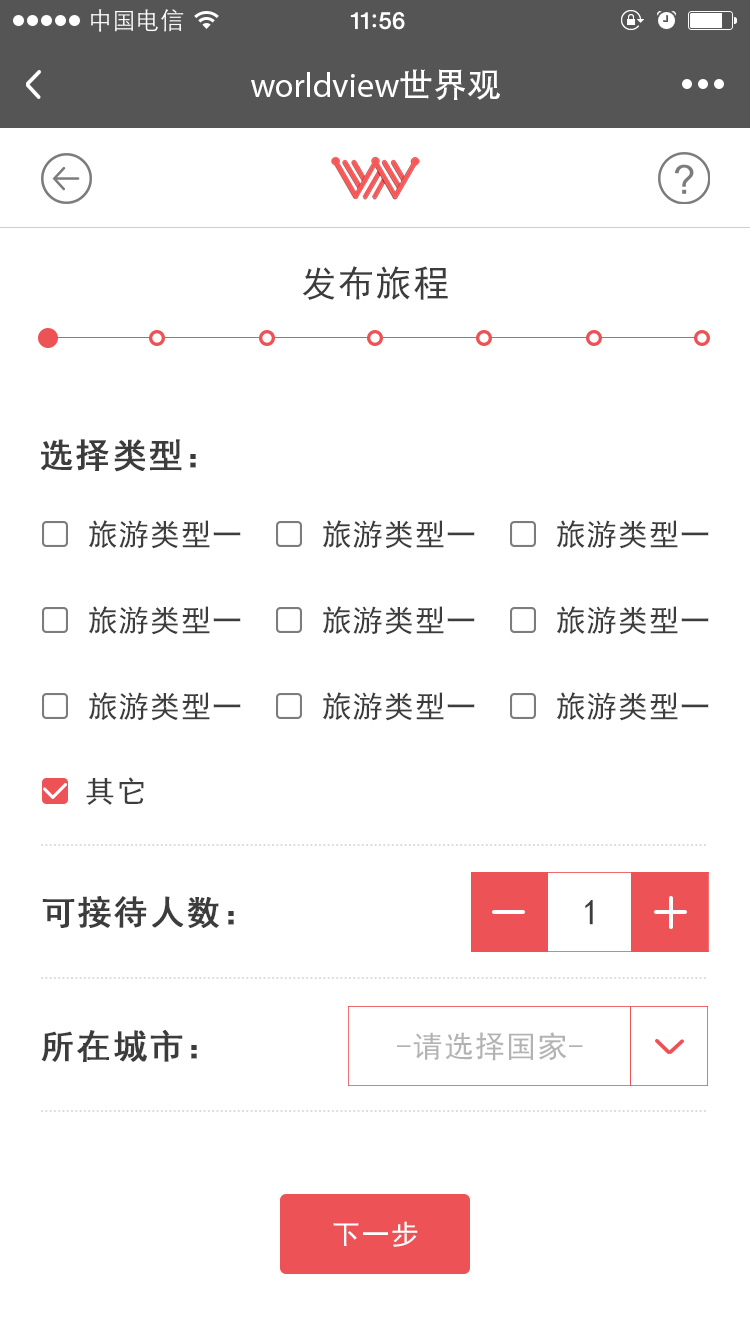 中国电信 11:56
worldview世界观
?
发布旅程
选择类型：
旅游类型一 旅游类型一 旅游类型一
旅游类型一 旅游类型一 旅游类型一
旅游类型一 旅游类型一 旅游类型一
其它
可接待人数： 1
所在城市： -请选择国家-
下一步